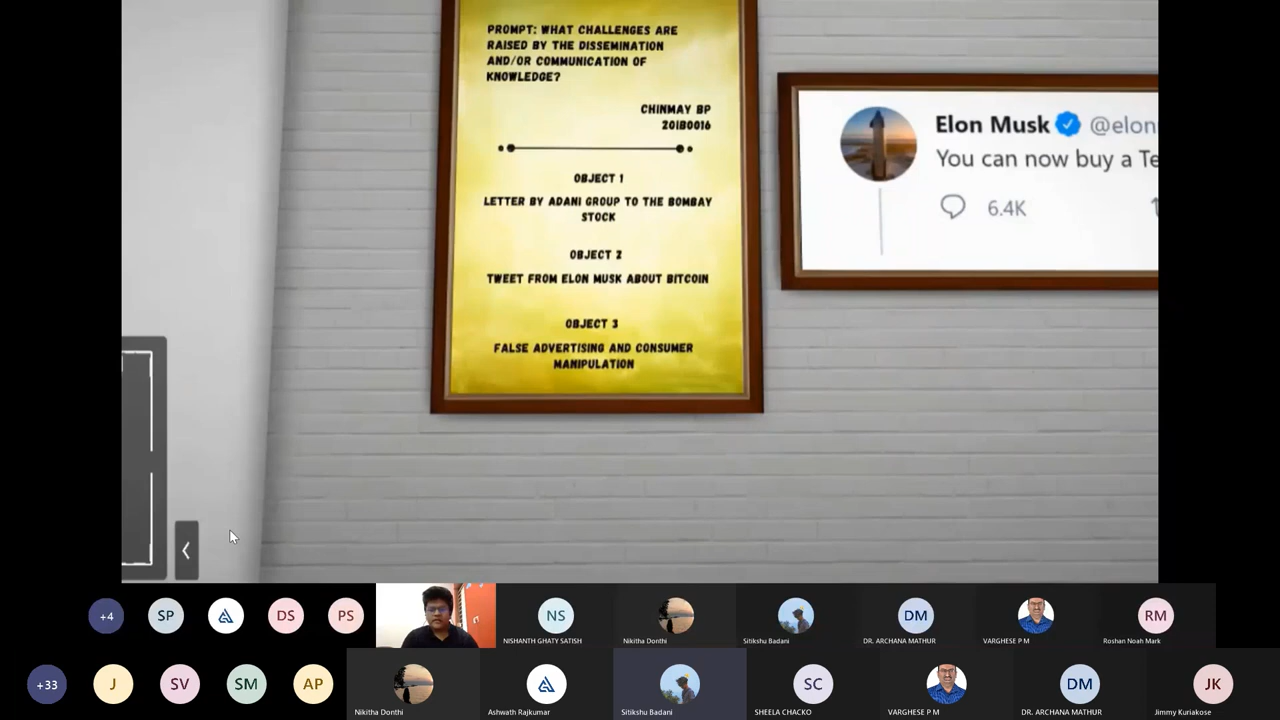 PROMPT: WHAT CHALLENGES ARE
RAISED BY THE DISSEMINATION
AND/OR COMMUNICATION OF
KNOWLEDGE?
CHINMAY BP
20IB0016
OBJECT 1
LETTER BY ADANI GROUP TO THE BOMBAY
STOCK
OBJECT 2
TWEET FROM ELON MUSK ABOUT BITCOIN
OBJECT 3
FALSE ADVERTISING AND CONSUMER
MANIPULATION
Elon Musk @elon
You can now buy a Te
6.4K
+4
SP
DS
PS
NS
NISHANTH GHATY SATISH
Nikitha Donthi
Sitikshu Badani
DM
DR. ARCHANA MATHUR
VARGHESE P M
RM
Roshan Noah Mark
+33
J
SV
SM
AP
Nikitha Donthi
Ashwath Rajkumar
Sitikshu Badani
SC
SHEELA CHACKO
VARGHESE P M
DM
DR. ARCHANA MATHUR
JK
Jimmy Kuriakose